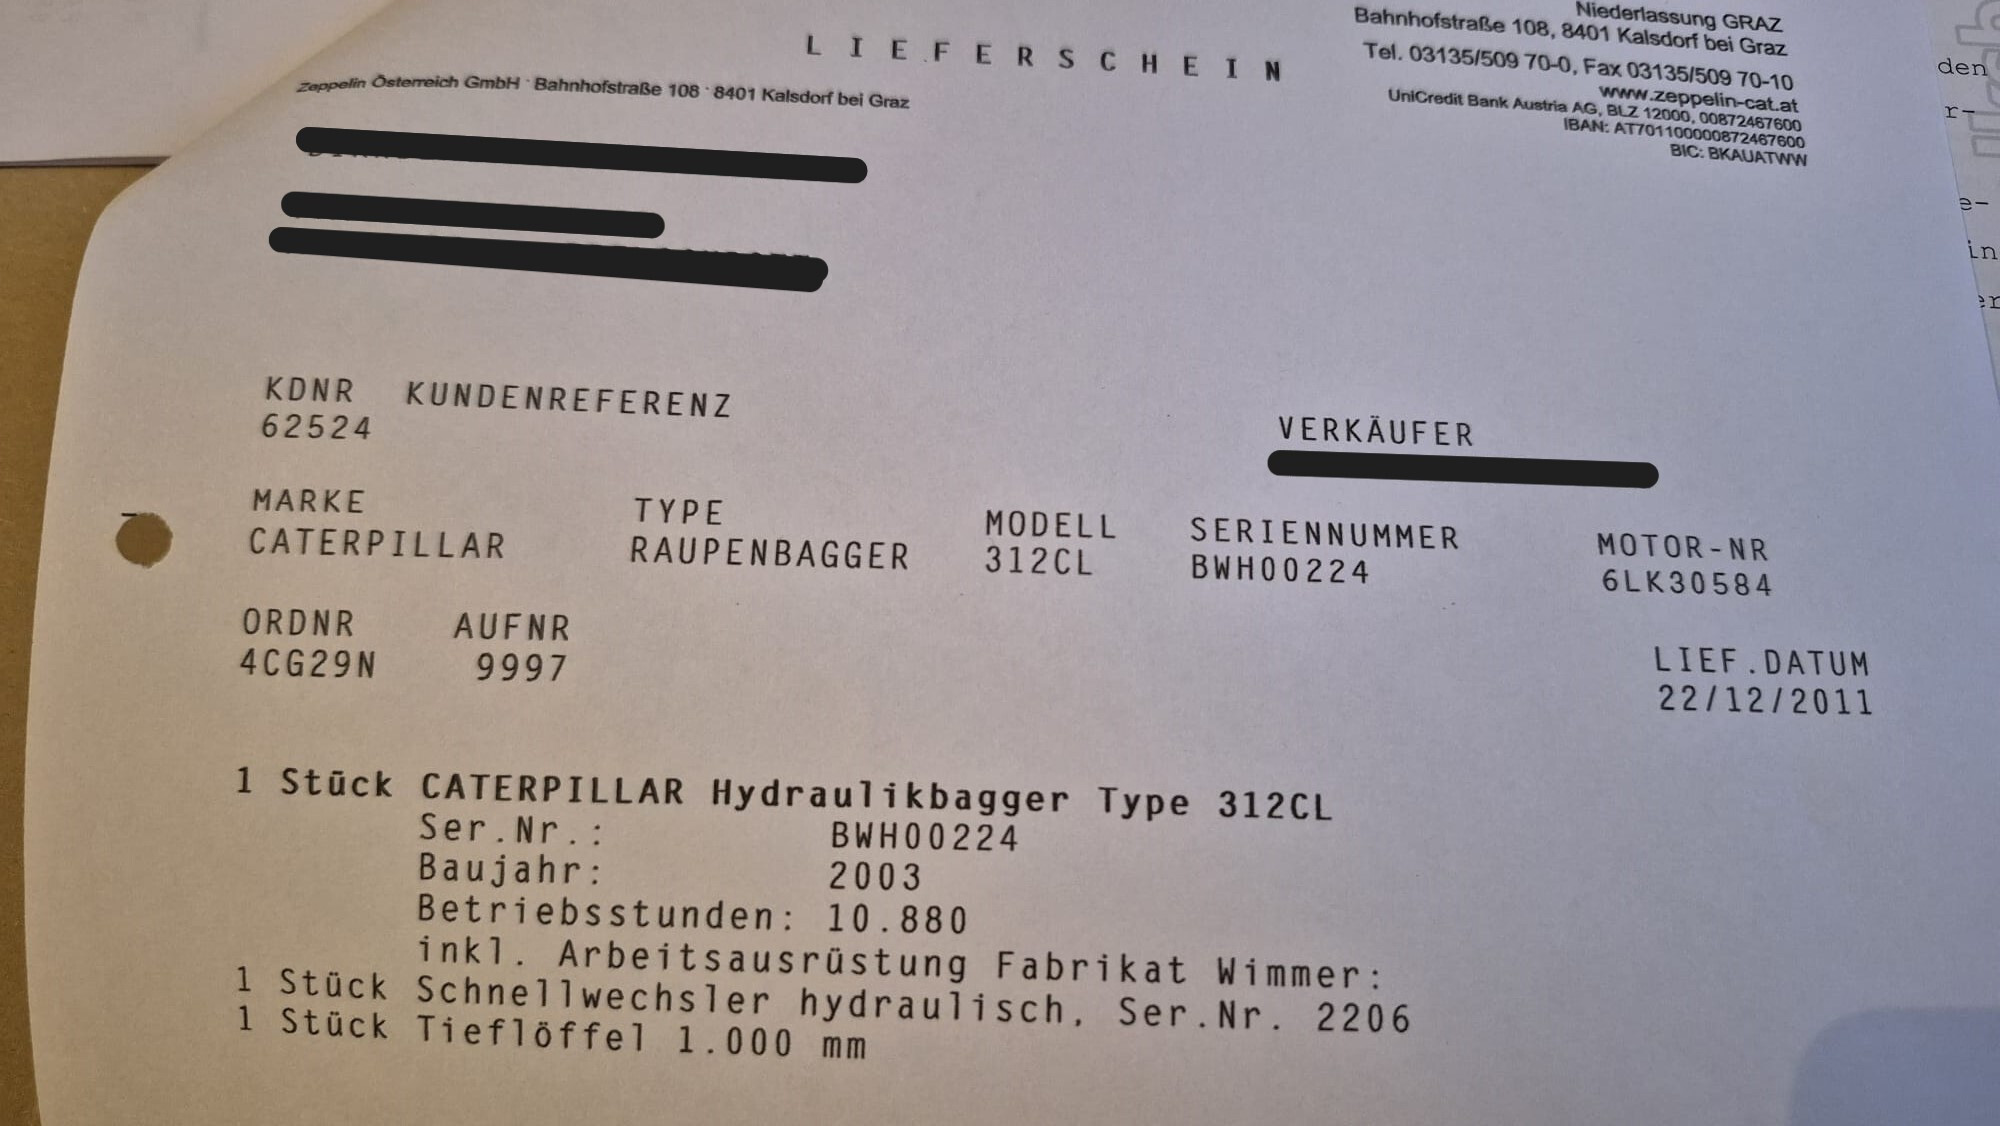 LIEFERSCHEIN
Zeppelin Österreich GmbH · Bahnhofstraße 108 · 8401 Kalsdorf bei Graz
Niederlassung GRAZ
Bahnhofstraße 108, 8401 Kalsdorf bei Graz
Tel. 03135/509 70-0, Fax 03135/509 70-10
www.zeppelin-cat.at
UniCredit Bank Austria AG, BLZ 12000, 00872467600
IBAN: AT701100000872467600
BIC: BKAUATWW
den
r-
e-
in
er
KDNR KUNDENREFERENZ
62524
VERKÄUFER
MARKE TYPE MODELL SERIENNUMMER MOTOR-NR
CATERPILLAR RAUPENBAGGER 312CL BWH00224 6LK30584
ORDNR AUFNR LIEF.DATUM
4CG29N 9997 22/12/2011
1 Stück CATERPILLAR Hydraulikbagger Type 312CL
Ser.Nr.: BWH00224
Baujahr: 2003
Betriebsstunden: 10.880
inkl. Arbeitsausrüstung Fabrikat Wimmer:
1 Stück Schnellwechsler hydraulisch, Ser.Nr. 2206
1 Stück Tieflöffel 1.000 mm